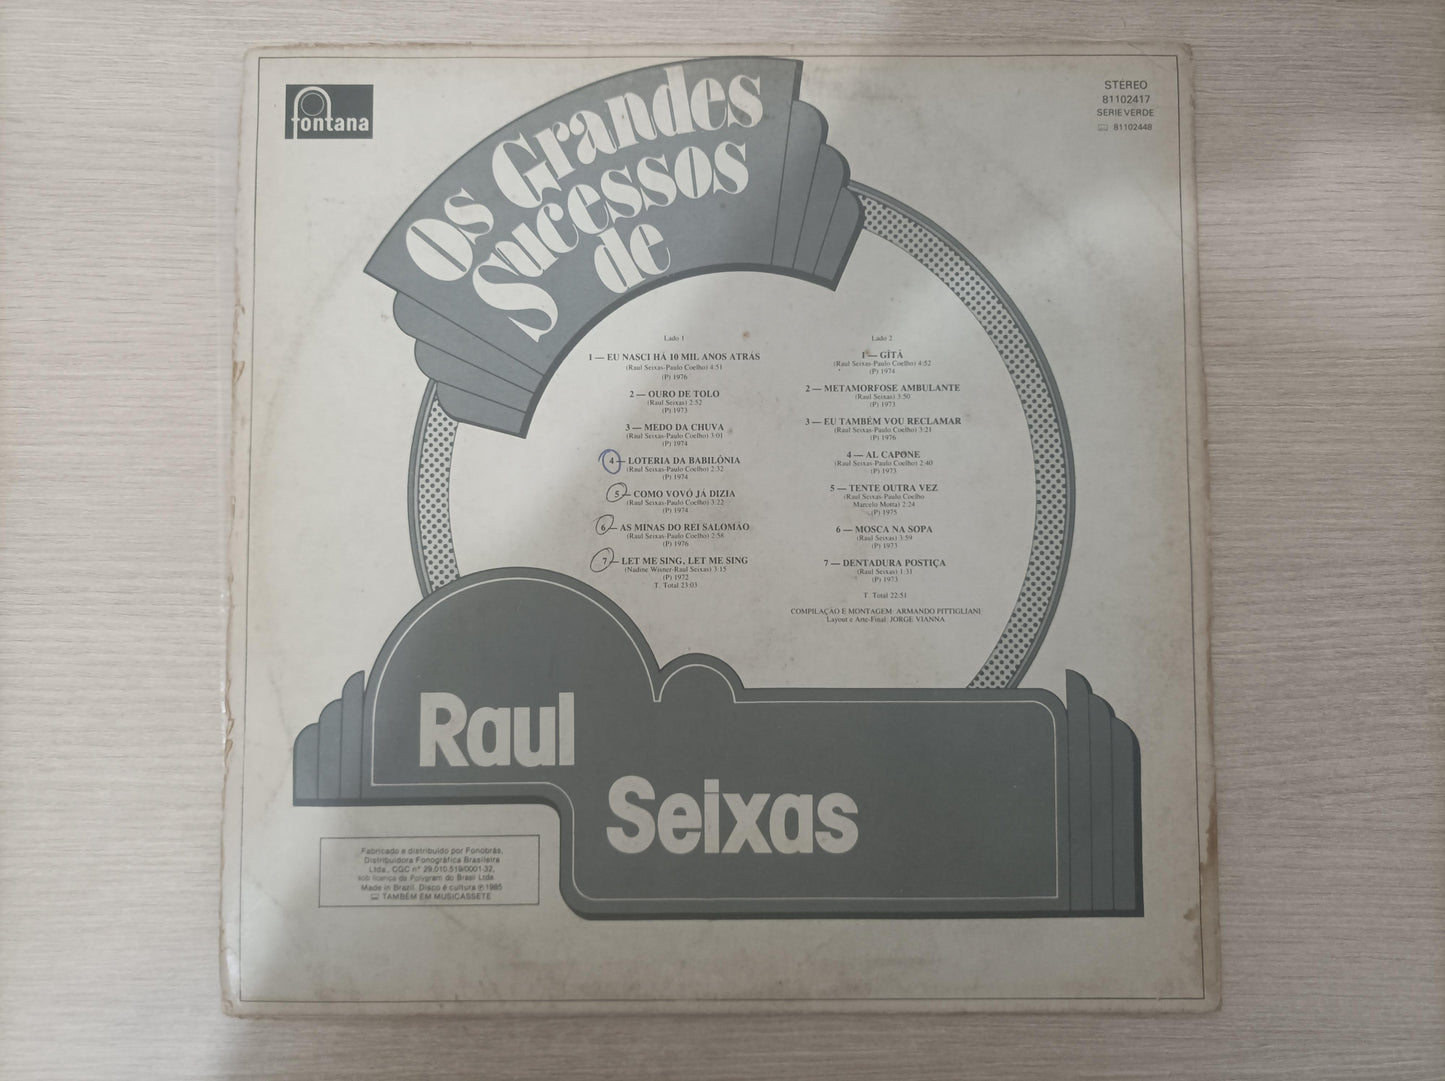 fontana
STÉREO
81102417
SERIE VERDE
81102448
Os Grandes
Sucessos
de
Lado 1
1 — EU NASCI HÁ 10 MIL ANOS ATRÁS
(Raul Seixas-Paulo Coelho) 4:51
(P) 1976
2 — OURO DE TOLO
(Raul Seixas) 2:52
(P) 1973
3 — MEDO DA CHUVA
(Raul Seixas-Paulo Coelho) 3:01
(P) 1974
4 — LOTERIA DA BABILÔNIA
(Raul Seixas-Paulo Coelho) 2:32
(P) 1974
5 — COMO VOVÓ JÁ DIZIA
(Raul Seixas-Paulo Coelho) 3:22
(P) 1974
6 — AS MINAS DO REI SALOMÃO
(Raul Seixas-Paulo Coelho) 2:58
(P) 1976
7 — LET ME SING, LET ME SING
(Nadine Wisner-Raul Seixas) 3:15
(P) 1972
T. Total 23:03
Lado 2
1 — GÎTÂ
(Raul Seixas-Paulo Coelho) 4:52
(P) 1974
2 — METAMORFOSE AMBULANTE
(Raul Seixas) 3:50
(P) 1973
3 — EU TAMBÉM VOU RECLAMAR
(Raul Seixas-Paulo Coelho) 3:21
(P) 1976
4 — AL CAPONE
(Raul Seixas-Paulo Coelho) 2:40
(P) 1973
5 — TENTE OUTRA VEZ
(Raul Seixas-Paulo Coelho
Marcelo Motta) 2:24
(P) 1975
6 — MOSCA NA SOPA
(Raul Seixas) 3:59
(P) 1973
7 — DENTADURA POSTIÇA
(Raul Seixas) 1:31
(P) 1973
T. Total 22:51
COMPILAÇÃO E MONTAGEM: ARMANDO PITTIGLIANI
Layout e Arte-Final: JORGE VIANNA
Raul
Seixas
Fabricado e distribuído por Fonobrás,
Distribuidora Fonográfica Brasileira
Ltda., CGC nº 29.010.519/0001-32,
sob licença da Polygram do Brasil Ltda
Made in Brazil. Disco é cultura ℗ 1985
TAMBÉM EM MUSICASSETE